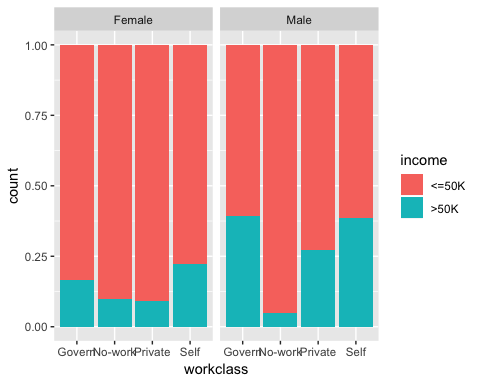 Female Male
1.00
0.75
0.50
0.25
0.00
count
Govern No-work Private Self Govern No-work Private Self
workclass
income
<=50K
>50K